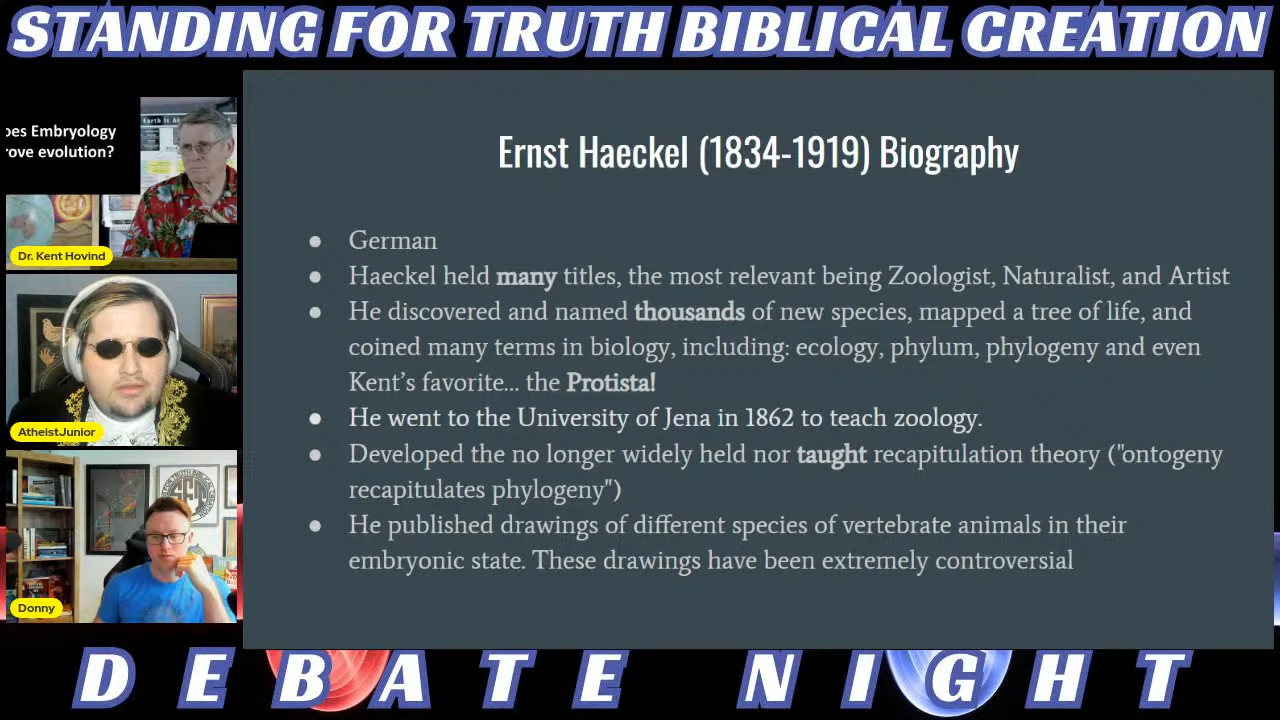 STANDING FOR TRUTH BIBLICAL CREATION
oes Embryology
rove evolution?
Dr. Kent Hovind
AtheistJunior
SFT
Donny
Ernst Haeckel (1834-1919) Biography
● German
● Haeckel held many titles, the most relevant being Zoologist, Naturalist, and Artist
● He discovered and named thousands of new species, mapped a tree of life, and
coined many terms in biology, including: ecology, phylum, phylogeny and even
Kent's favorite... the Protista!
● He went to the University of Jena in 1862 to teach zoology.
● Developed the no longer widely held nor taught recapitulation theory ("ontogeny
recapitulates phylogeny")
● He published drawings of different species of vertebrate animals in their
embryonic state. These drawings have been extremely controversial
DEBATE NIGHT